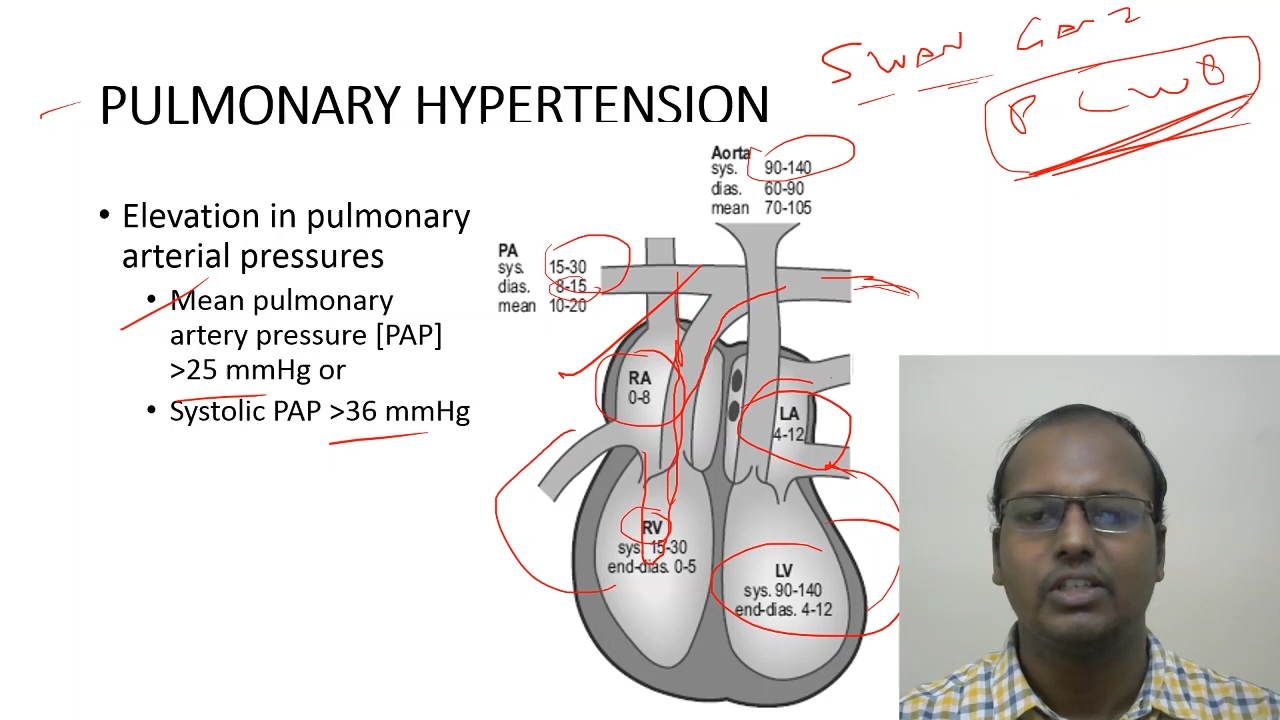 SWAN GANZ
PCWP
PULMONARY HYPERTENSION
• Elevation in pulmonary
arterial pressures
• Mean pulmonary
artery pressure [PAP]
>25 mmHg or
• Systolic PAP >36 mmHg
Aorta
sys. 90-140
dias. 60-90
mean 70-105
PA
sys. 15-30
dias. 8-15
mean 10-20
RA
0-8
LA
4-12
RV
sys. 15-30
end-dias. 0-5
LV
sys. 90-140
end-dias. 4-12